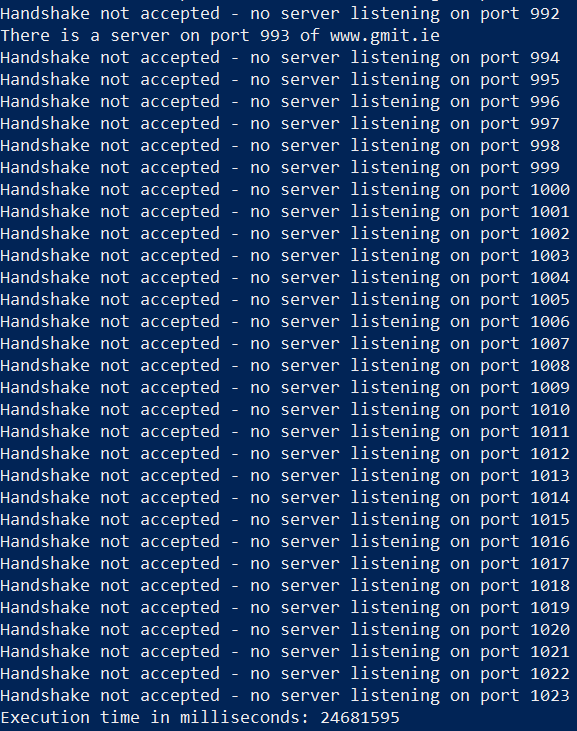 Handshake not accepted - no server listening on port 992
There is a server on port 993 of www.gmit.ie
Handshake not accepted - no server listening on port 994
Handshake not accepted - no server listening on port 995
Handshake not accepted - no server listening on port 996
Handshake not accepted - no server listening on port 997
Handshake not accepted - no server listening on port 998
Handshake not accepted - no server listening on port 999
Handshake not accepted - no server listening on port 1000
Handshake not accepted - no server listening on port 1001
Handshake not accepted - no server listening on port 1002
Handshake not accepted - no server listening on port 1003
Handshake not accepted - no server listening on port 1004
Handshake not accepted - no server listening on port 1005
Handshake not accepted - no server listening on port 1006
Handshake not accepted - no server listening on port 1007
Handshake not accepted - no server listening on port 1008
Handshake not accepted - no server listening on port 1009
Handshake not accepted - no server listening on port 1010
Handshake not accepted - no server listening on port 1011
Handshake not accepted - no server listening on port 1012
Handshake not accepted - no server listening on port 1013
Handshake not accepted - no server listening on port 1014
Handshake not accepted - no server listening on port 1015
Handshake not accepted - no server listening on port 1016
Handshake not accepted - no server listening on port 1017
Handshake not accepted - no server listening on port 1018
Handshake not accepted - no server listening on port 1019
Handshake not accepted - no server listening on port 1020
Handshake not accepted - no server listening on port 1021
Handshake not accepted - no server listening on port 1022
Handshake not accepted - no server listening on port 1023
Execution time in milliseconds: 24681595